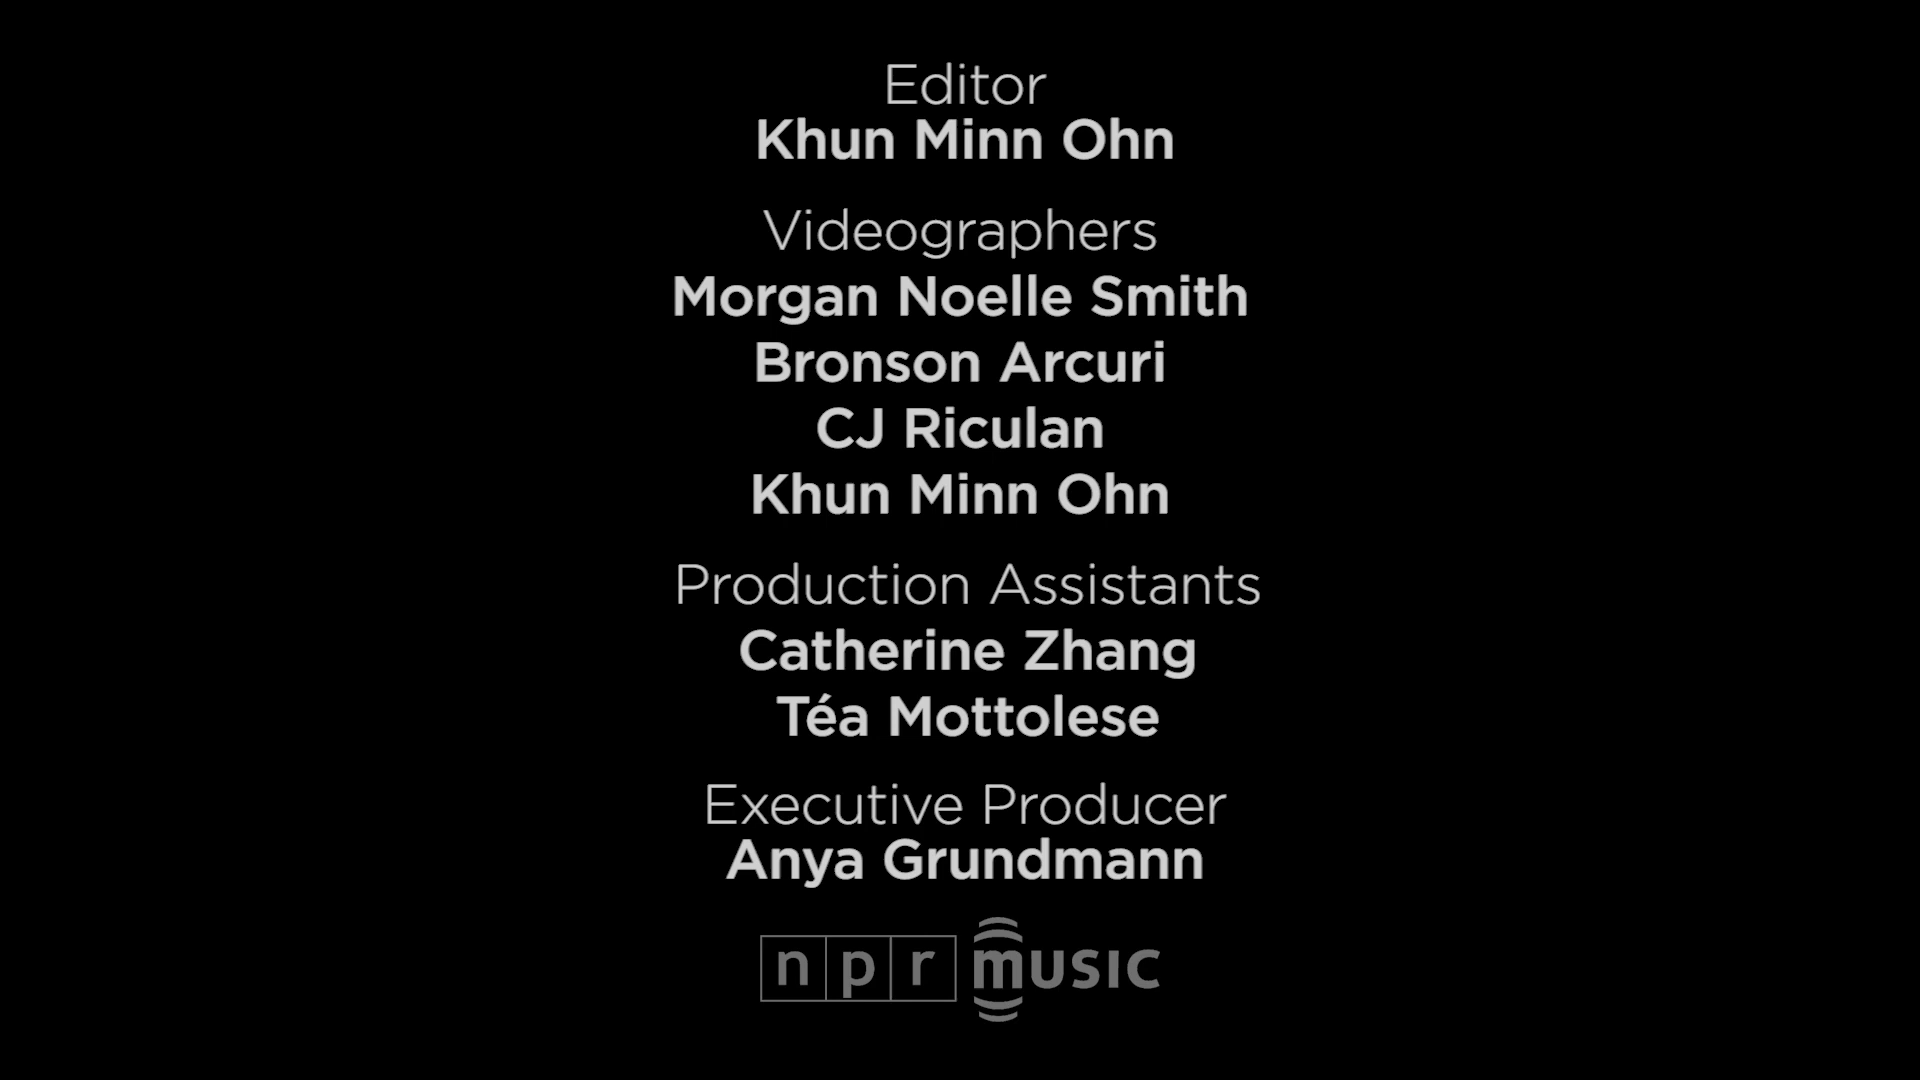 Editor
Khun Minn Ohn
Videographers
Morgan Noelle Smith
Bronson Arcuri
CJ Riculan
Khun Minn Ohn
Production Assistants
Catherine Zhang
Téa Mottolese
Executive Producer
Anya Grundmann
npr music